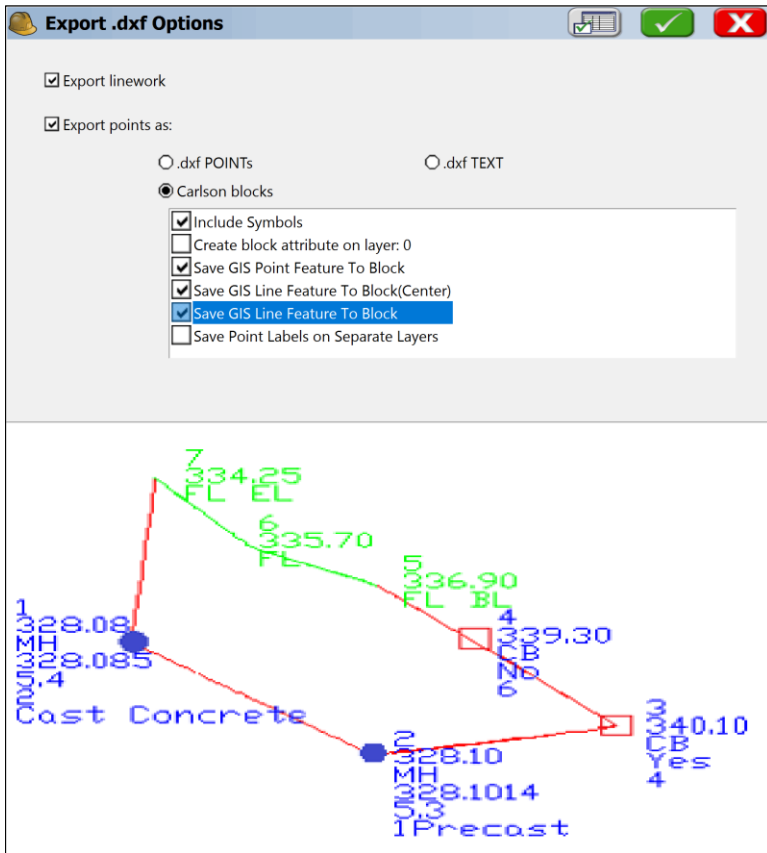 Export .dxf Options
Export linework
Export points as:
.dxf POINTs
.dxf TEXT
Carlson blocks
Include Symbols
Create block attribute on layer: 0
Save GIS Point Feature To Block
Save GIS Line Feature To Block(Center)
Save GIS Line Feature To Block
Save Point Labels on Separate Layers
7
334.25
FL EL
6
335.70
FL
5
336.90
FL BL
4
339.30
CB
No
6
3
340.10
CB
Yes
4
1
328.08
MH
328.085
5.4
Cast Concrete
2
328.10
MH
328.1014
5.3
1Precast